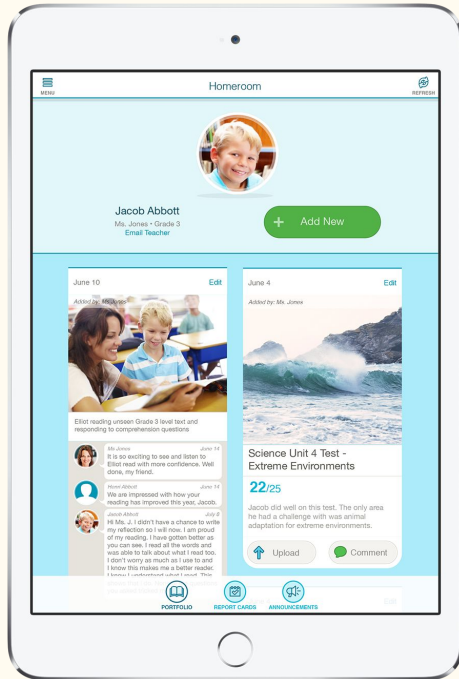 Homeroom
MENU
REFRESH
Jacob Abbott
Ms. Jones • Grade 3
Email Teacher
+ Add New
June 10
Edit
Added by: Ms Jones
Elliot reading unseen Grade 3 level text and
responding to comprehension questions
Ms Jones
June 14
It is so exciting to see and listen to
Elliot read with more confidence. Well
done, my friend.
Henri Abbott
June 14
We are impressed with how your
reading has improved this year, Jacob.
Jacob Abbott
July 8
Hi Ms. J. I didn't have a chance to write
my reflection so I will now. I am proud
of my reading. I have gotten better as
you can see. I read all the words and
was able to talk about what I read too.
I don't worry as much as I use to and
I know this makes me a better reader.
I know I understand what I read. This
June 4
Edit
Added by: Ms. Jones
Science Unit 4 Test -
Extreme Environments
22/25
Jacob did well on this test. The only area
he had a challenge with was animal
adaptation for extreme environments.
Upload
Comment
Edit
PORTFOLIO
REPORT CARDS
ANNOUNCEMENTS